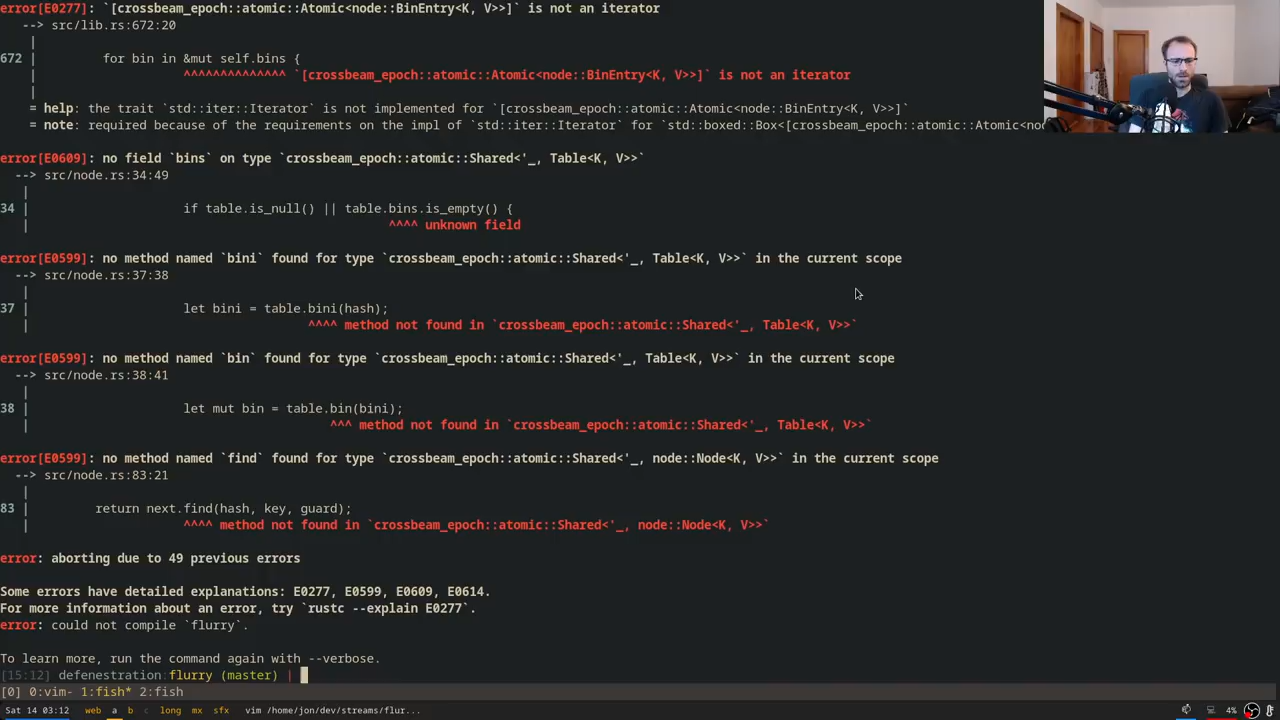 error[E0277]: `[crossbeam_epoch::atomic::Atomic<node::BinEntry<K, V>>]` is not an iterator
   --> src/lib.rs:672:20
    |
672 |         for bin in &mut self.bins {
    |                    ^^^^^^^^^^^^^^ `[crossbeam_epoch::atomic::Atomic<node::BinEntry<K, V>>]` is not an iterator
    |
    = help: the trait `std::iter::Iterator` is not implemented for `[crossbeam_epoch::atomic::Atomic<node::BinEntry<K, V>>]`
    = note: required because of the requirements on the impl of `std::iter::Iterator` for `std::boxed::Box<[crossbeam_epoch::atomic::Atomic<no
error[E0609]: no field `bins` on type `crossbeam_epoch::atomic::Shared<'_, Table<K, V>>`
  --> src/node.rs:34:49
   |
34 |                     if table.is_null() || table.bins.is_empty() {
   |                                                 ^^^^ unknown field
error[E0599]: no method named `bini` found for type `crossbeam_epoch::atomic::Shared<'_, Table<K, V>>` in the current scope
  --> src/node.rs:37:38
   |
37 |                     let bini = table.bini(hash);
   |                                      ^^^^ method not found in `crossbeam_epoch::atomic::Shared<'_, Table<K, V>>`
error[E0599]: no method named `bin` found for type `crossbeam_epoch::atomic::Shared<'_, Table<K, V>>` in the current scope
  --> src/node.rs:38:41
   |
38 |                     let mut bin = table.bin(bini);
   |                                         ^^^ method not found in `crossbeam_epoch::atomic::Shared<'_, Table<K, V>>`
error[E0599]: no method named `find` found for type `crossbeam_epoch::atomic::Shared<'_, node::Node<K, V>>` in the current scope
  --> src/node.rs:83:21
   |
83 |         return next.find(hash, key, guard);
   |                     ^^^^ method not found in `crossbeam_epoch::atomic::Shared<'_, node::Node<K, V>>`
error: aborting due to 49 previous errors
Some errors have detailed explanations: E0277, E0599, E0609, E0614.
For more information about an error, try `rustc --explain E0277`.
error: could not compile `flurry`.
To learn more, run the command again with --verbose.
[15:12] defenestration:flurry (master) |
[0] 0:vim- 1:fish* 2:fish
Sat 14 03:12 web a b c long mx sfx vim /home/jon/dev/streams/flur... 4%